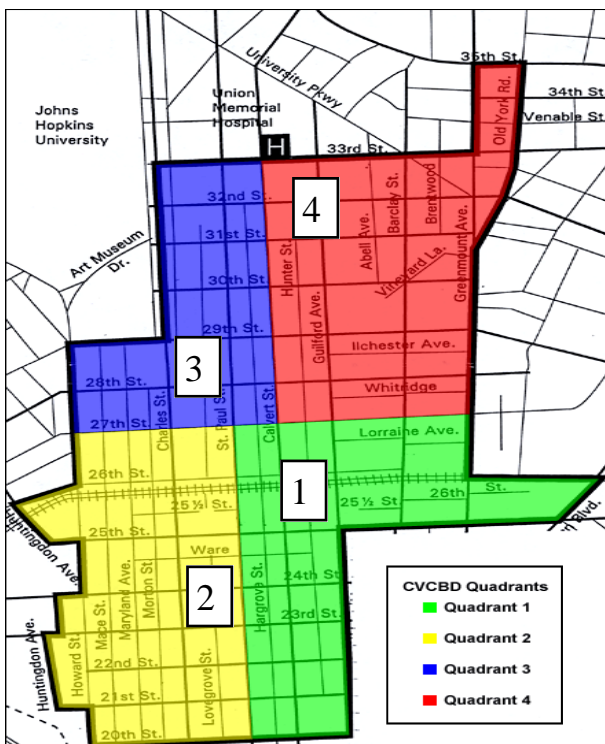 35th St.
University Pkwy
Old York Rd.
34th St.
Venable St.
Johns
Hopkins
University
Union
Memorial
Hospital
H
33rd St.
32nd St.
4
31st St.
Hunter St.
Guilford Ave.
Abell Ave.
Barclay St.
Brentwood
Vineyard La.
Greenmount Ave.
Art Museum
Dr.
30th St.
29th St.
Ilchester Ave.
3
28th St.
Whitridge
27th St.
Charles St.
St. Paul St.
Calvert St.
Lorraine Ave.
26th St.
1
25 ½ St.
25 ½ St
26th St.
Huntingdon Ave.
25th St.
Blvd.
Ware
Mace St.
Maryland Ave.
Morton St.
2
Hargrove St.
24th St.
23rd St.
Huntingdon Ave.
Howard St.
22nd St.
Lovegrove St.
21st St.
20th St.
CVCBD Quadrants
Quadrant 1
Quadrant 2
Quadrant 3
Quadrant 4